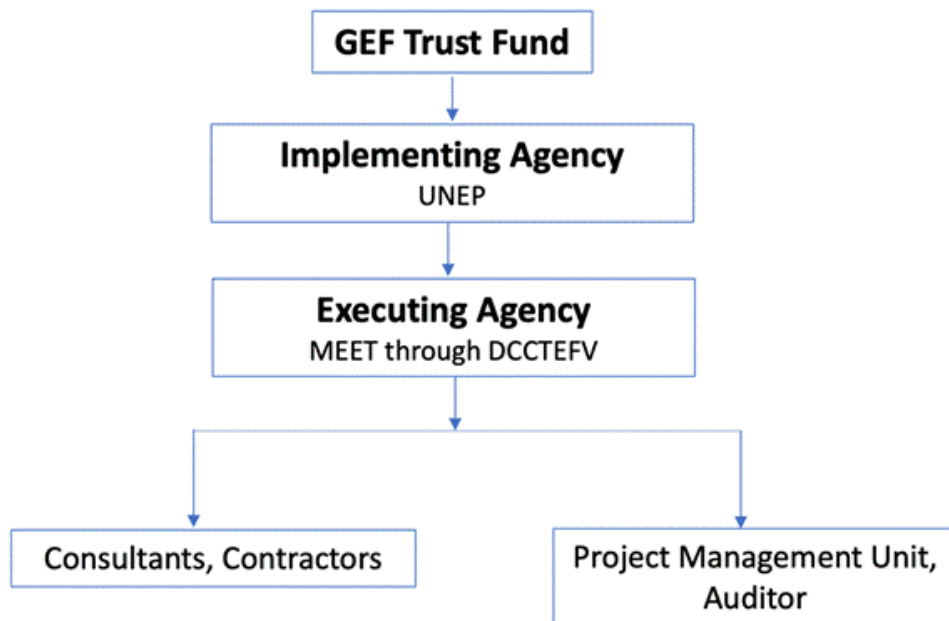 GEF Trust Fund
Implementing Agency
UNEP
Executing Agency
MEET through DCCTEFV
Consultants, Contractors
Project Management Unit,
Auditor